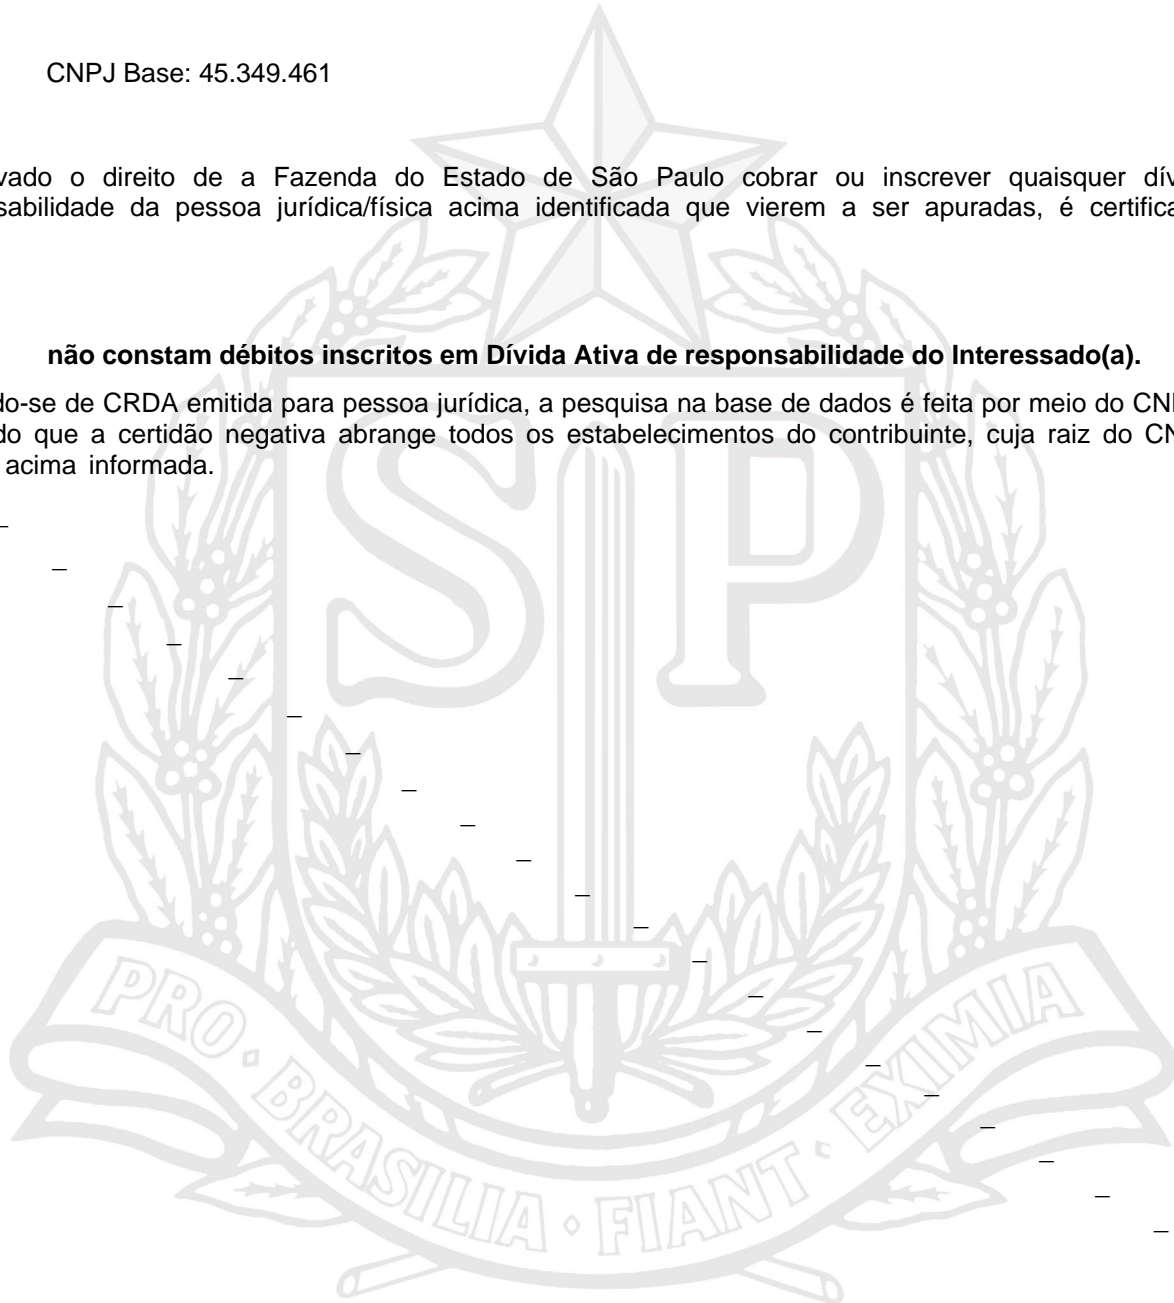 CNPJ Base: 45.349.461
vado o direito de a Fazenda do Estado de São Paulo cobrar ou inscrever quaisquer dív
sabilidade da pessoa jurídica/física acima identificada que vierem a ser apuradas, é certifica
não constam débitos inscritos em Dívida Ativa de responsabilidade do Interessado(a).
do-se de CRDA emitida para pessoa jurídica, a pesquisa na base de dados é feita por meio do CN
do que a certidão negativa abrange todos os estabelecimentos do contribuinte, cuja raiz do CN
acima informada.
SP
PRO • BRASILIA • FIANT • EXIMIA